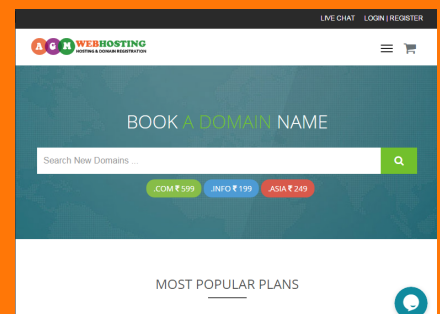 LIVE CHAT LOGIN | REGISTER
A G M WEBHOSTING
HOSTING & DOMAIN REGISTRATION
BOOK A DOMAIN NAME
Search New Domains ...
.COM ₹ 599 .INFO ₹ 199 .ASIA ₹ 249
MOST POPULAR PLANS